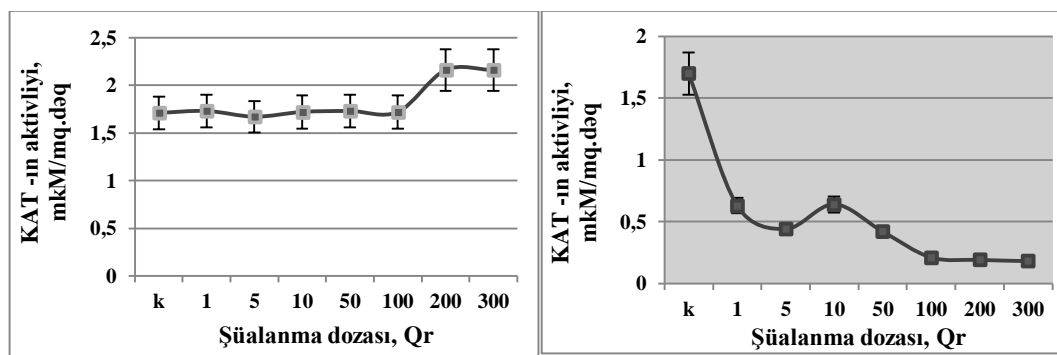 KAT -ın aktivliyi,
mkM/mq.dəq
2,5
2
1,5
1
0,5
0
k 1 5 10 50 100 200 300
Şüalanma dozası, Qr
KAT -ın aktivliyi,
mkM/mq.dəq
2
1,5
1
0,5
0
k 1 5 10 50 100 200 300
Şüalanma dozası, Qr